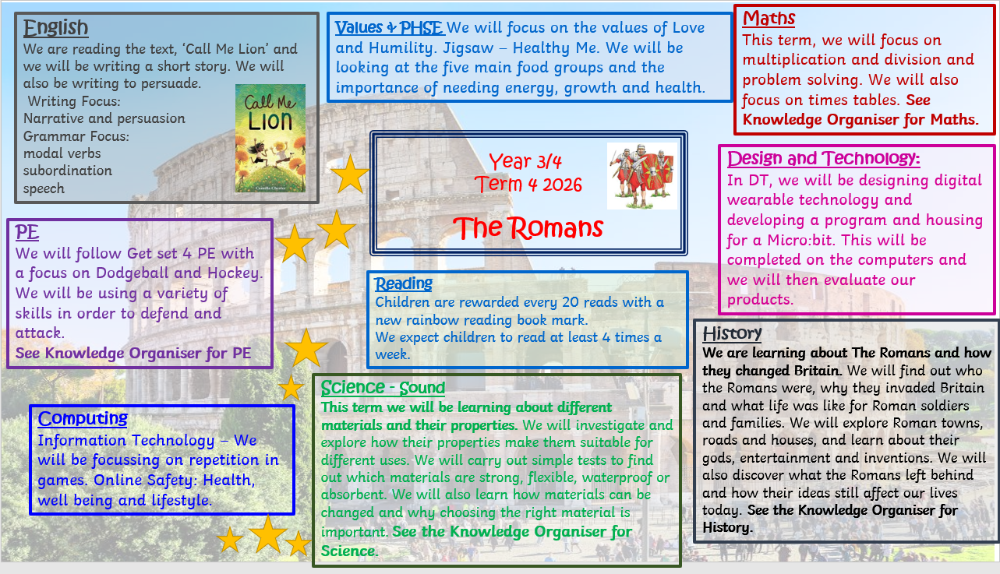 English
We are reading the text, ‘Call Me Lion’ and
we will be writing a short story. We will
also be writing to persuade.
Writing Focus:
Narrative and persuasion
Grammar Focus:
modal verbs
subordination
speech
Call Me
LION
Camilla Chester
Values & PHSE We will focus on the values of Love
and Humility. Jigsaw – Healthy Me. We will be
looking at the five main food groups and the
importance of needing energy, growth and health.
Maths
This term, we will focus on
multiplication and division and
problem solving. We will also
focus on times tables. See
Knowledge Organiser for Maths.
Year 3/4
Term 4 2026
The Romans
Design and Technology:
In DT, we will be designing digital
wearable technology and
developing a program and housing
for a Micro:bit. This will be
completed on the computers and
we will then evaluate our
products.
PE
We will follow Get set 4 PE with
a focus on Dodgeball and Hockey.
We will be using a variety of
skills in order to defend and
attack.
See Knowledge Organiser for PE
Reading
Children are rewarded every 20 reads with a
new rainbow reading book mark.
We expect children to read at least 4 times a
week.
History
We are learning about The Romans and how
they changed Britain. We will find out who
the Romans were, why they invaded Britain
and what life was like for Roman soldiers
and families. We will explore Roman towns,
roads and houses, and learn about their
gods, entertainment and inventions. We will
also discover what the Romans left behind
and how their ideas still affect our lives
today. See the Knowledge Organiser for
History.
Computing
Information Technology – We
will be focussing on repetition in
games. Online Safety: Health,
well being and lifestyle.
Science - Sound
This term we will be learning about different
materials and their properties. We will investigate and
explore how their properties make them suitable for
different uses. We will carry out simple tests to find
out which materials are strong, flexible, waterproof or
absorbent. We will also learn how materials can be
changed and why choosing the right material is
important. See the Knowledge Organiser for
Science.